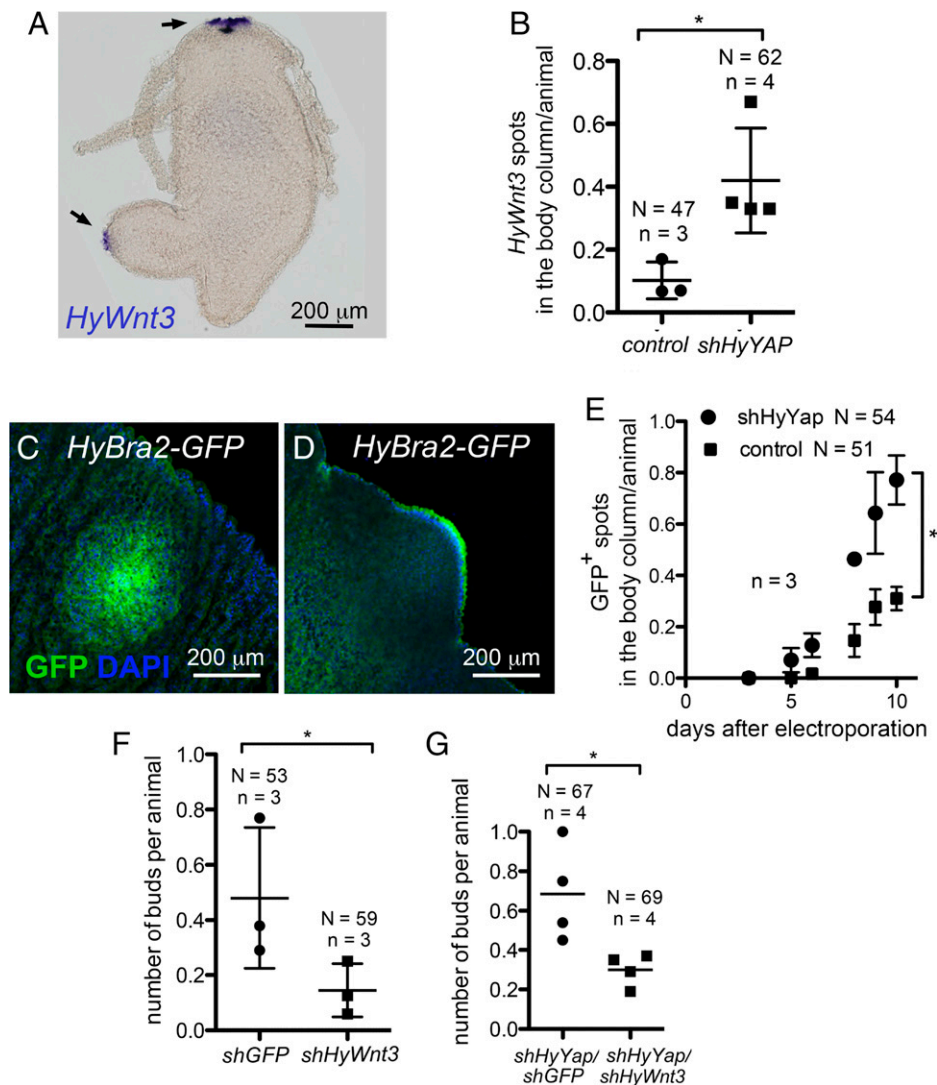 A
HyWnt3
200 μm
B
*
HyWnt3 spots
in the body column/animal
0.8
0.6
0.4
0.2
0.0
N = 62
n = 4
N = 47
n = 3
control
shHyYAP
C
HyBra2-GFP
GFP DAPI
200 μm
D
HyBra2-GFP
200 μm
E
shHyYap N = 54
control N = 51
GFP+ spots
in the body column/animal
1.0
0.8
0.6
0.4
0.2
0.0
n = 3
*
0
5
10
days after electroporation
F
*
number of buds per animal
1.0
0.8
0.6
0.4
0.2
0.0
N = 53
n = 3
N = 59
n = 3
shGFP
shHyWnt3
G
*
number of buds per animal
N = 67
n = 4
1.0
0.8
0.6
0.4
0.2
0.0
N = 69
n = 4
shHyYap/
shGFP
shHyYap/
shHyWnt3